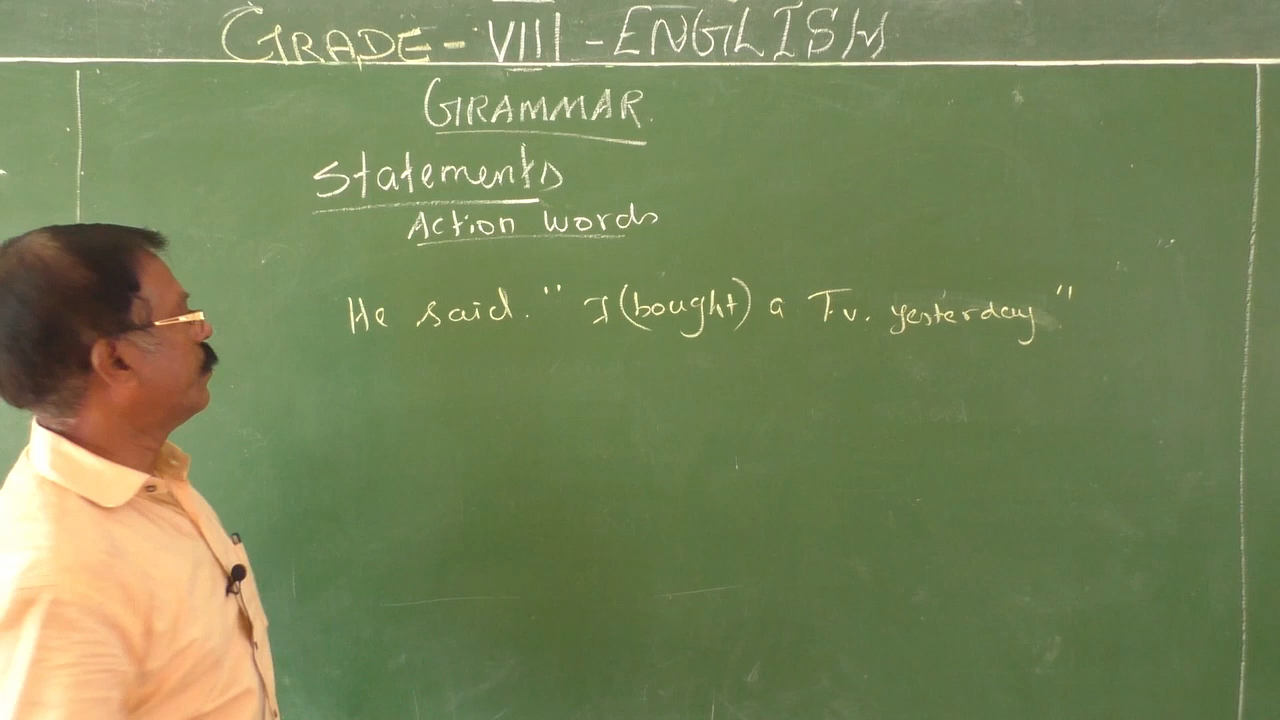 GRADE - VIII - ENGLISH
GRAMMAR.
Statements
Action words
He said. " I (bought) a T.v. yesterday "